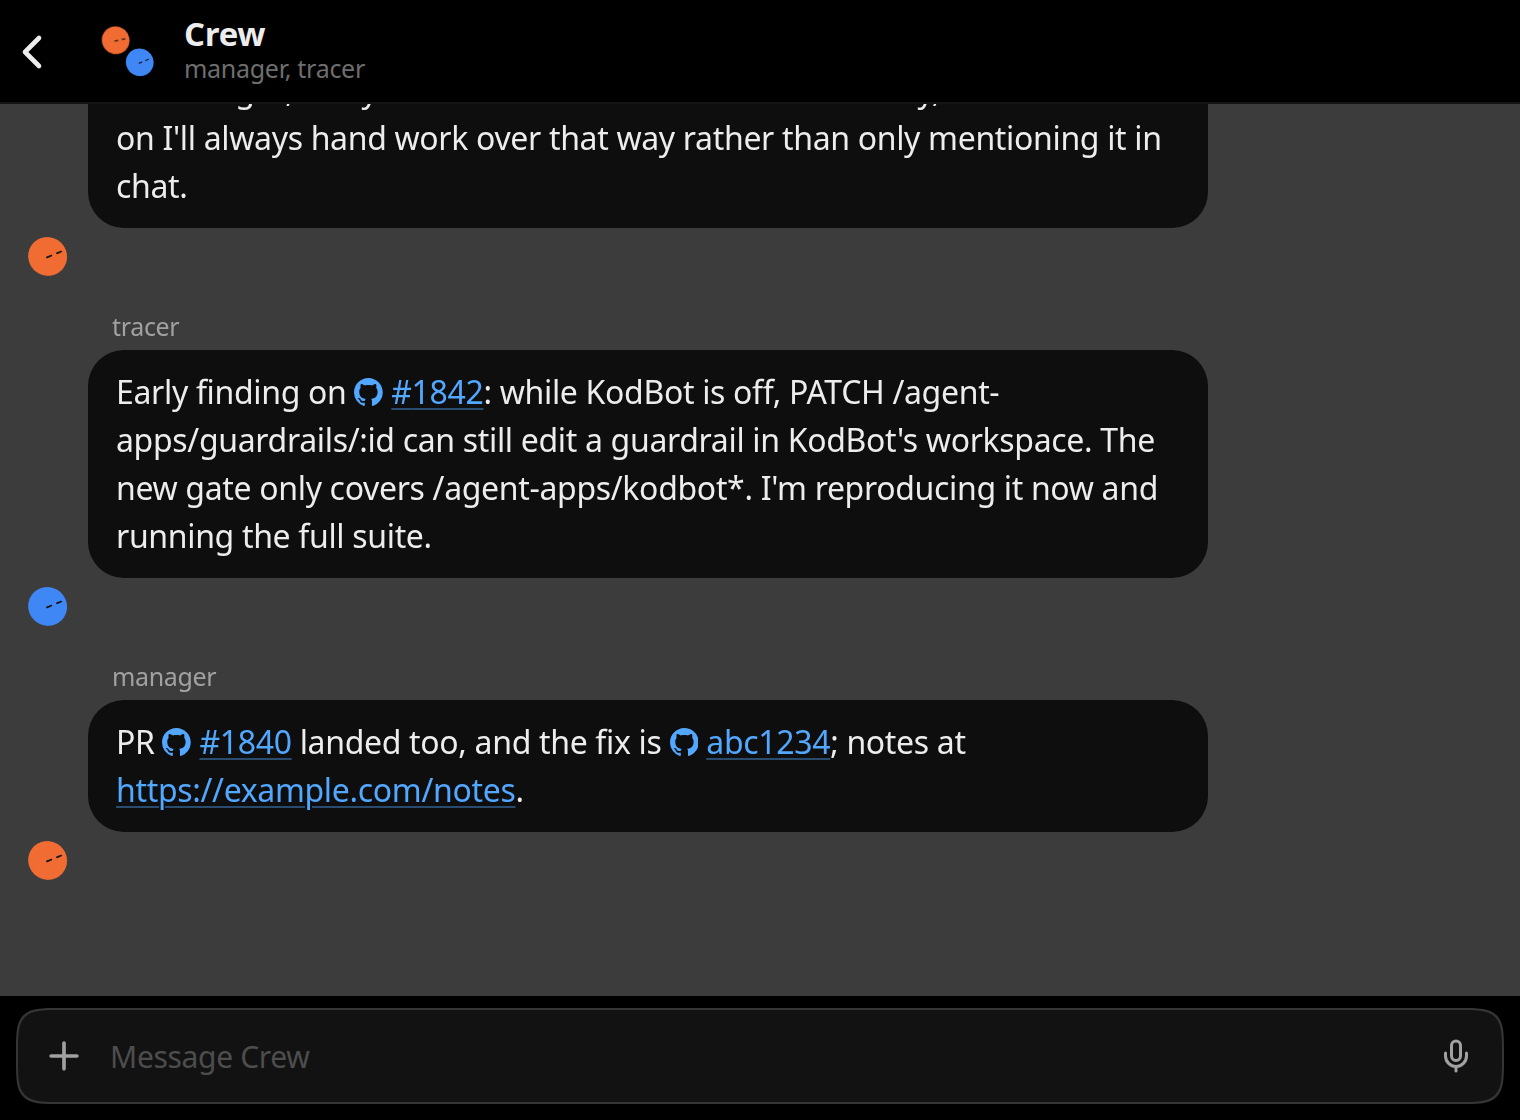 Crew
manager, tracer
on I'll always hand work over that way rather than only mentioning it in
chat.
tracer
Early finding on #1842: while KodBot is off, PATCH /agent-
apps/guardrails/:id can still edit a guardrail in KodBot's workspace. The
new gate only covers /agent-apps/kodbot*. I'm reproducing it now and
running the full suite.
manager
PR #1840 landed too, and the fix is abc1234; notes at
https://example.com/notes.
Message Crew